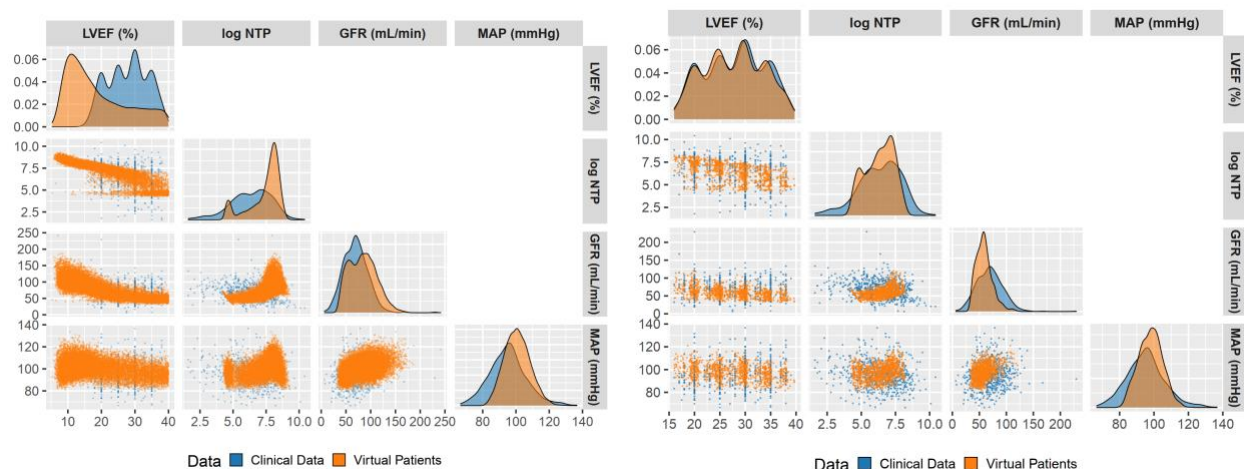 LVEF (%) log NTP GFR (mL/min) MAP (mmHg)
0.06
0.04
0.02
0.00
LVEF (%)
10.0
7.5
5.0
2.5
log NTP
250
200
150
100
50
0
GFR (mL/min)
140
120
100
80
MAP (mmHg)
10 20 30 40 2.5 5.0 7.5 10.0 0 50 100 150 200 250 80 100 120 140
Data Clinical Data Virtual Patients
LVEF (%) log NTP GFR (mL/min) MAP (mmHg)
0.06
0.04
0.02
0.00
LVEF (%)
10.0
7.5
5.0
2.5
log NTP
200
150
100
50
0
GFR (mL/min)
140
120
100
80
MAP (mmHg)
15 20 25 30 35 40 2.5 5.0 7.5 10.0 0 50 100 150 200 80 100 120 140
Data Clinical Data Virtual Patients